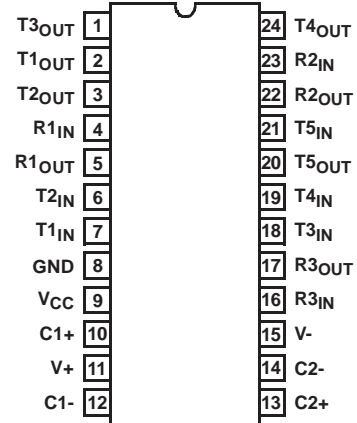 T3OUT 1 24 T4OUT
T1OUT 2 23 R2IN
T2OUT 3 22 R2OUT
R1IN 4 21 T5IN
R1OUT 5 20 T5OUT
T2IN 6 19 T4IN
T1IN 7 18 T3IN
GND 8 17 R3OUT
VCC 9 16 R3IN
C1+ 10 15 V-
V+ 11 14 C2-
C1- 12 13 C2+